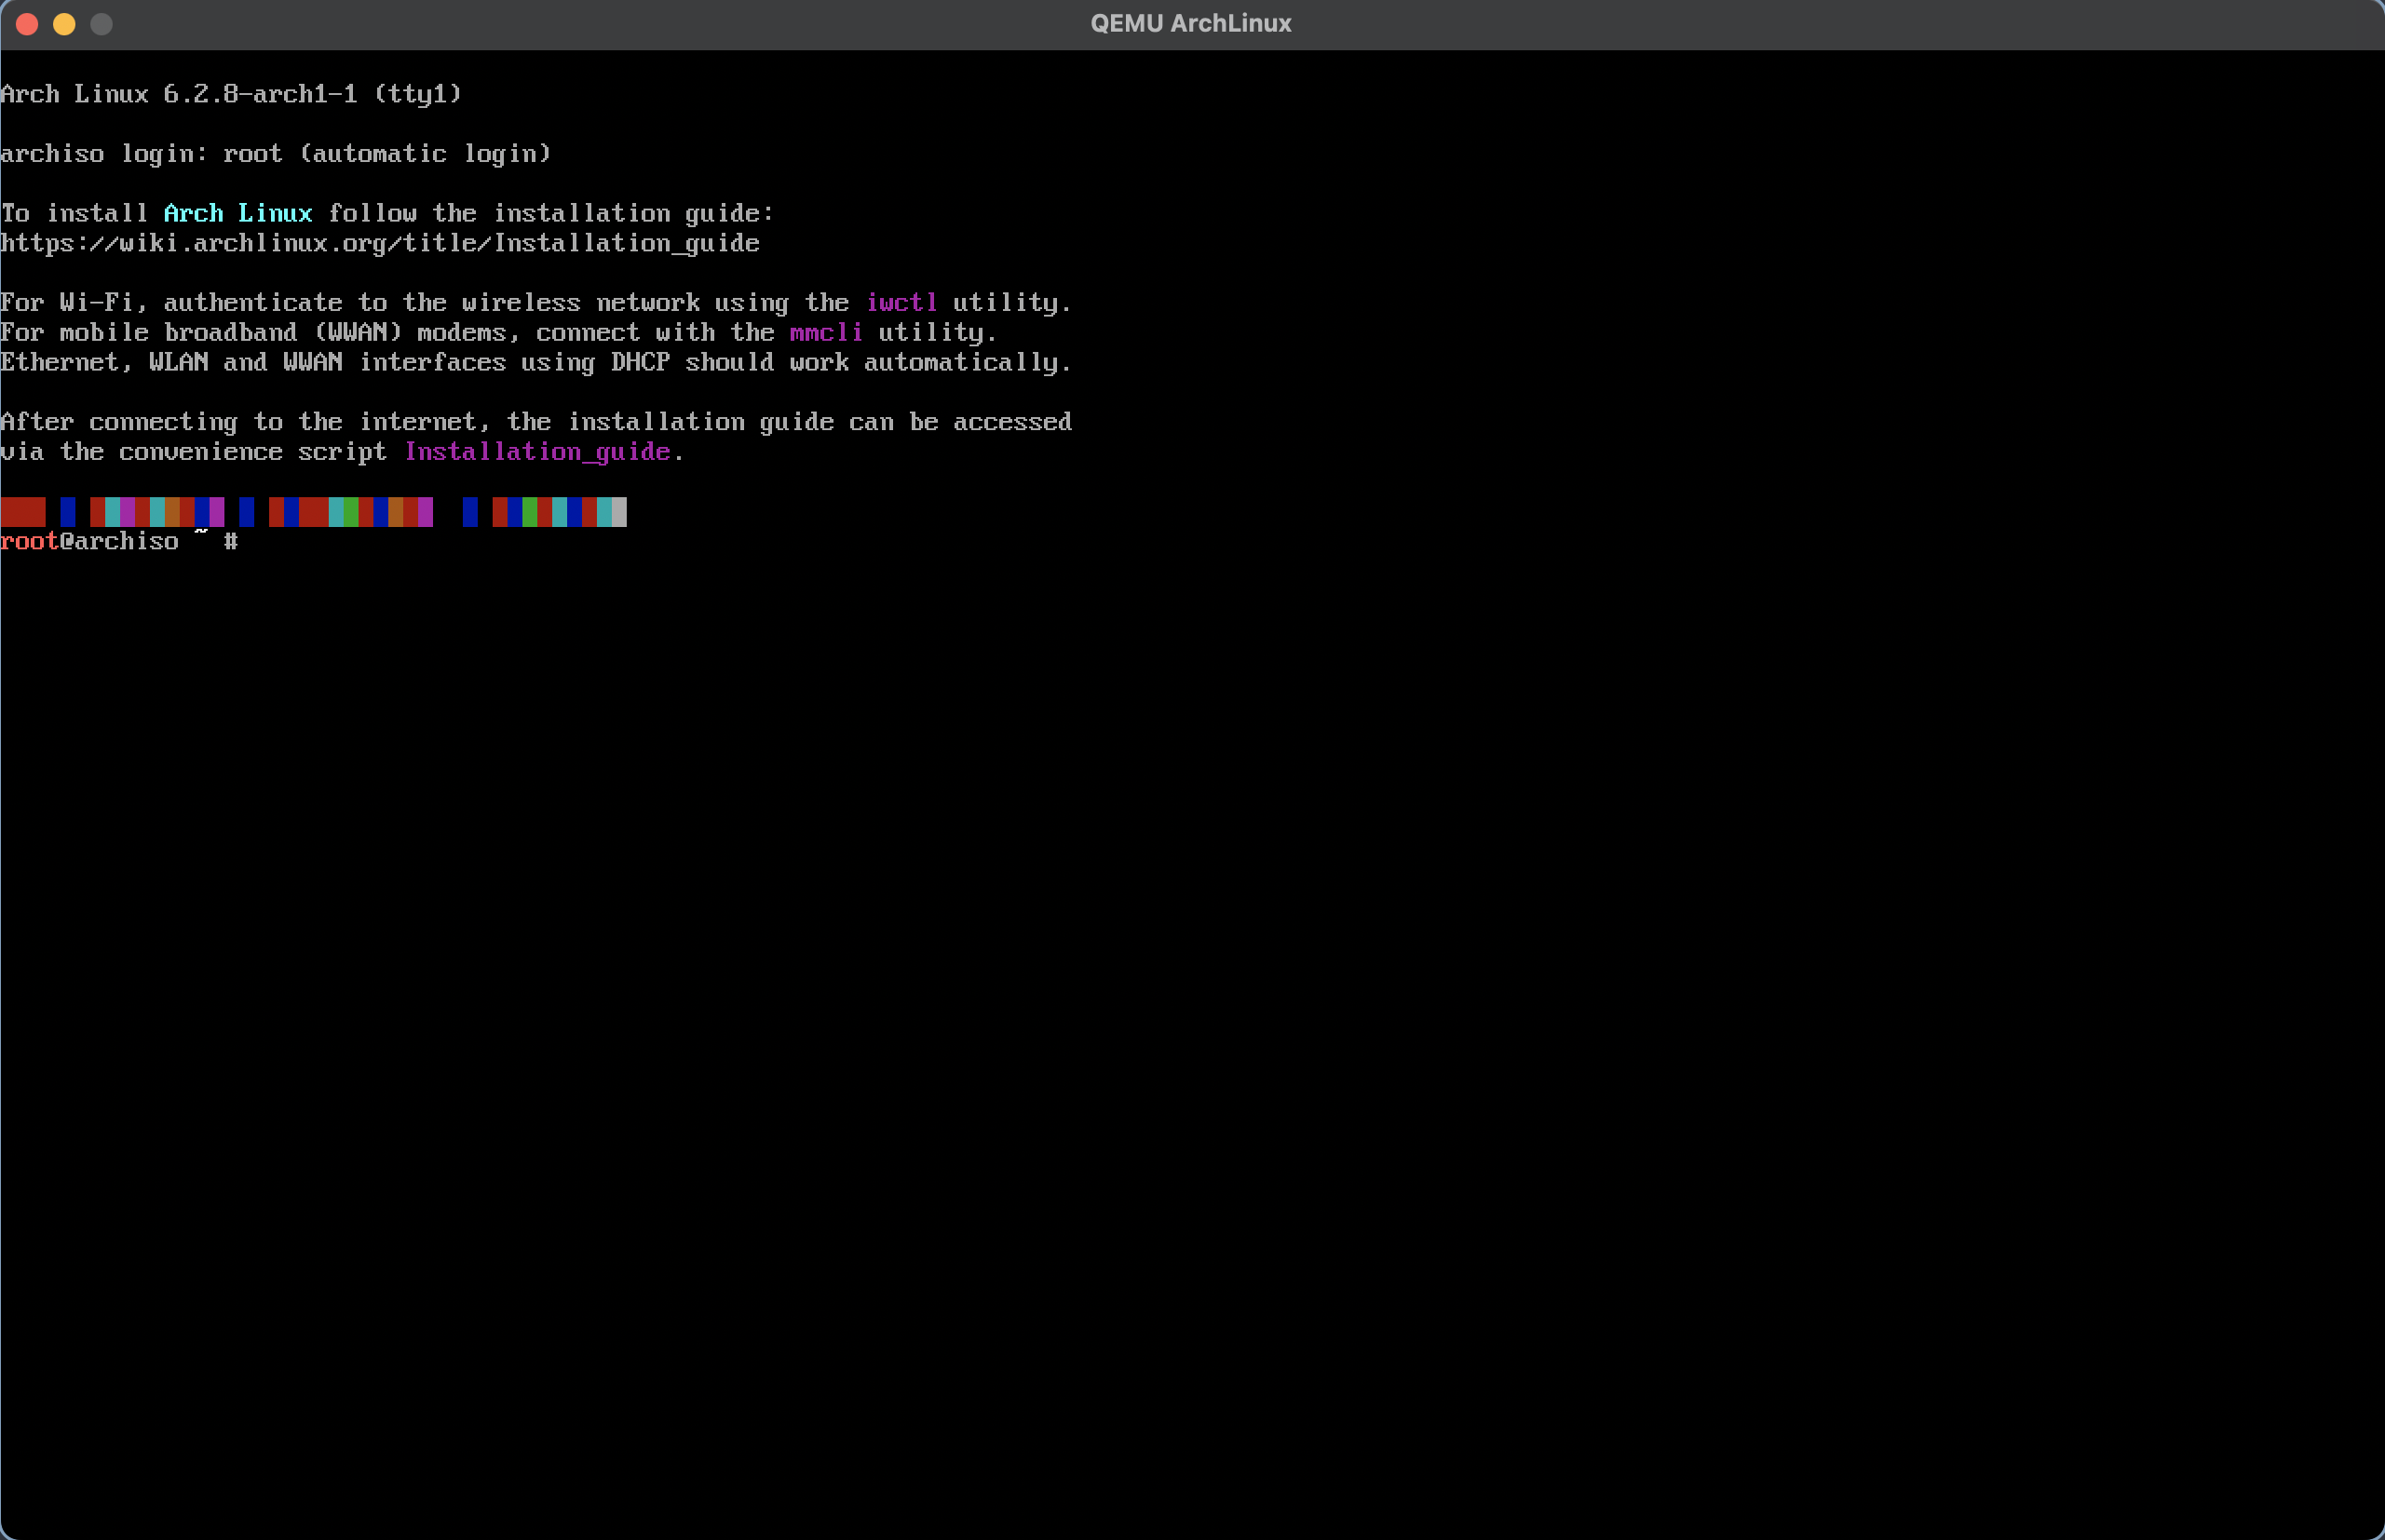 QEMU ArchLinux
Arch Linux 6.2.8-arch1-1 (tty1)
archiso login: root (automatic login)
To install Arch Linux follow the installation guide:
https://wiki.archlinux.org/title/Installation_guide
For Wi-Fi, authenticate to the wireless network using the iwctl utility.
For mobile broadband (WWAN) modems, connect with the mmcli utility.
Ethernet, WLAN and WWAN interfaces using DHCP should work automatically.
After connecting to the internet, the installation guide can be accessed
via the convenience script Installation_guide.
root@archiso ~ #